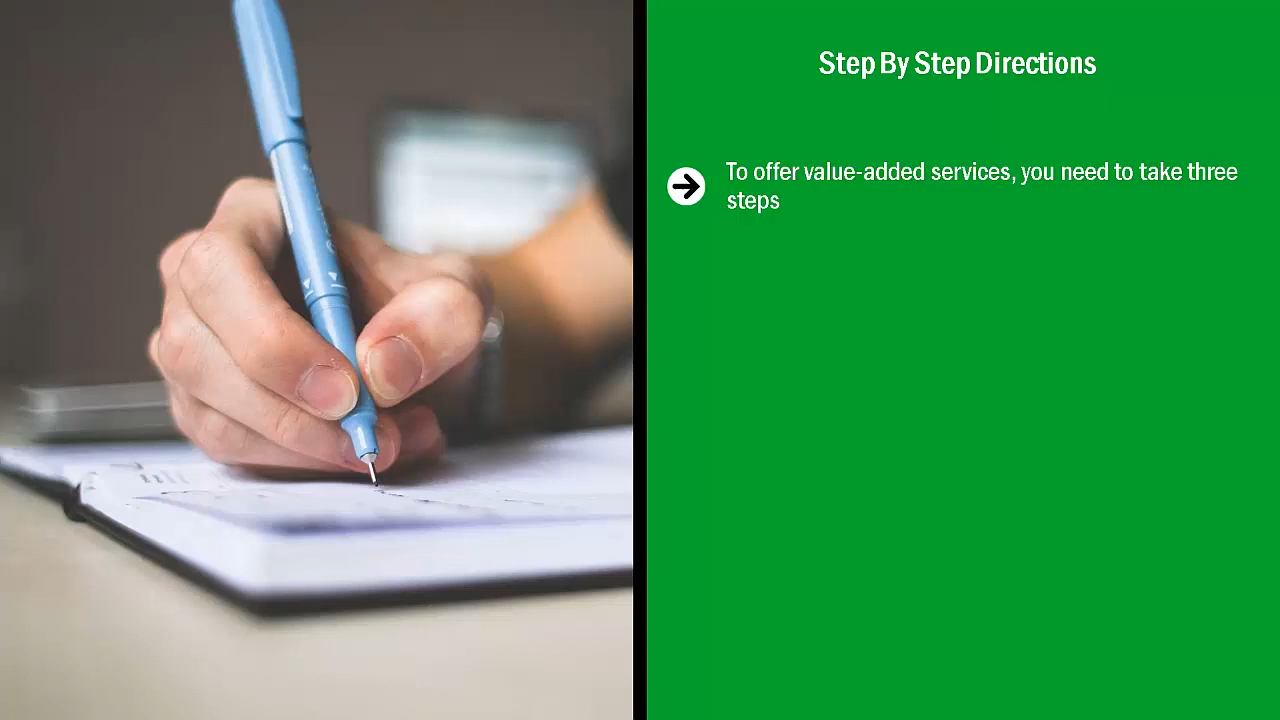 Step By Step Directions
To offer value-added services, you need to take three
steps